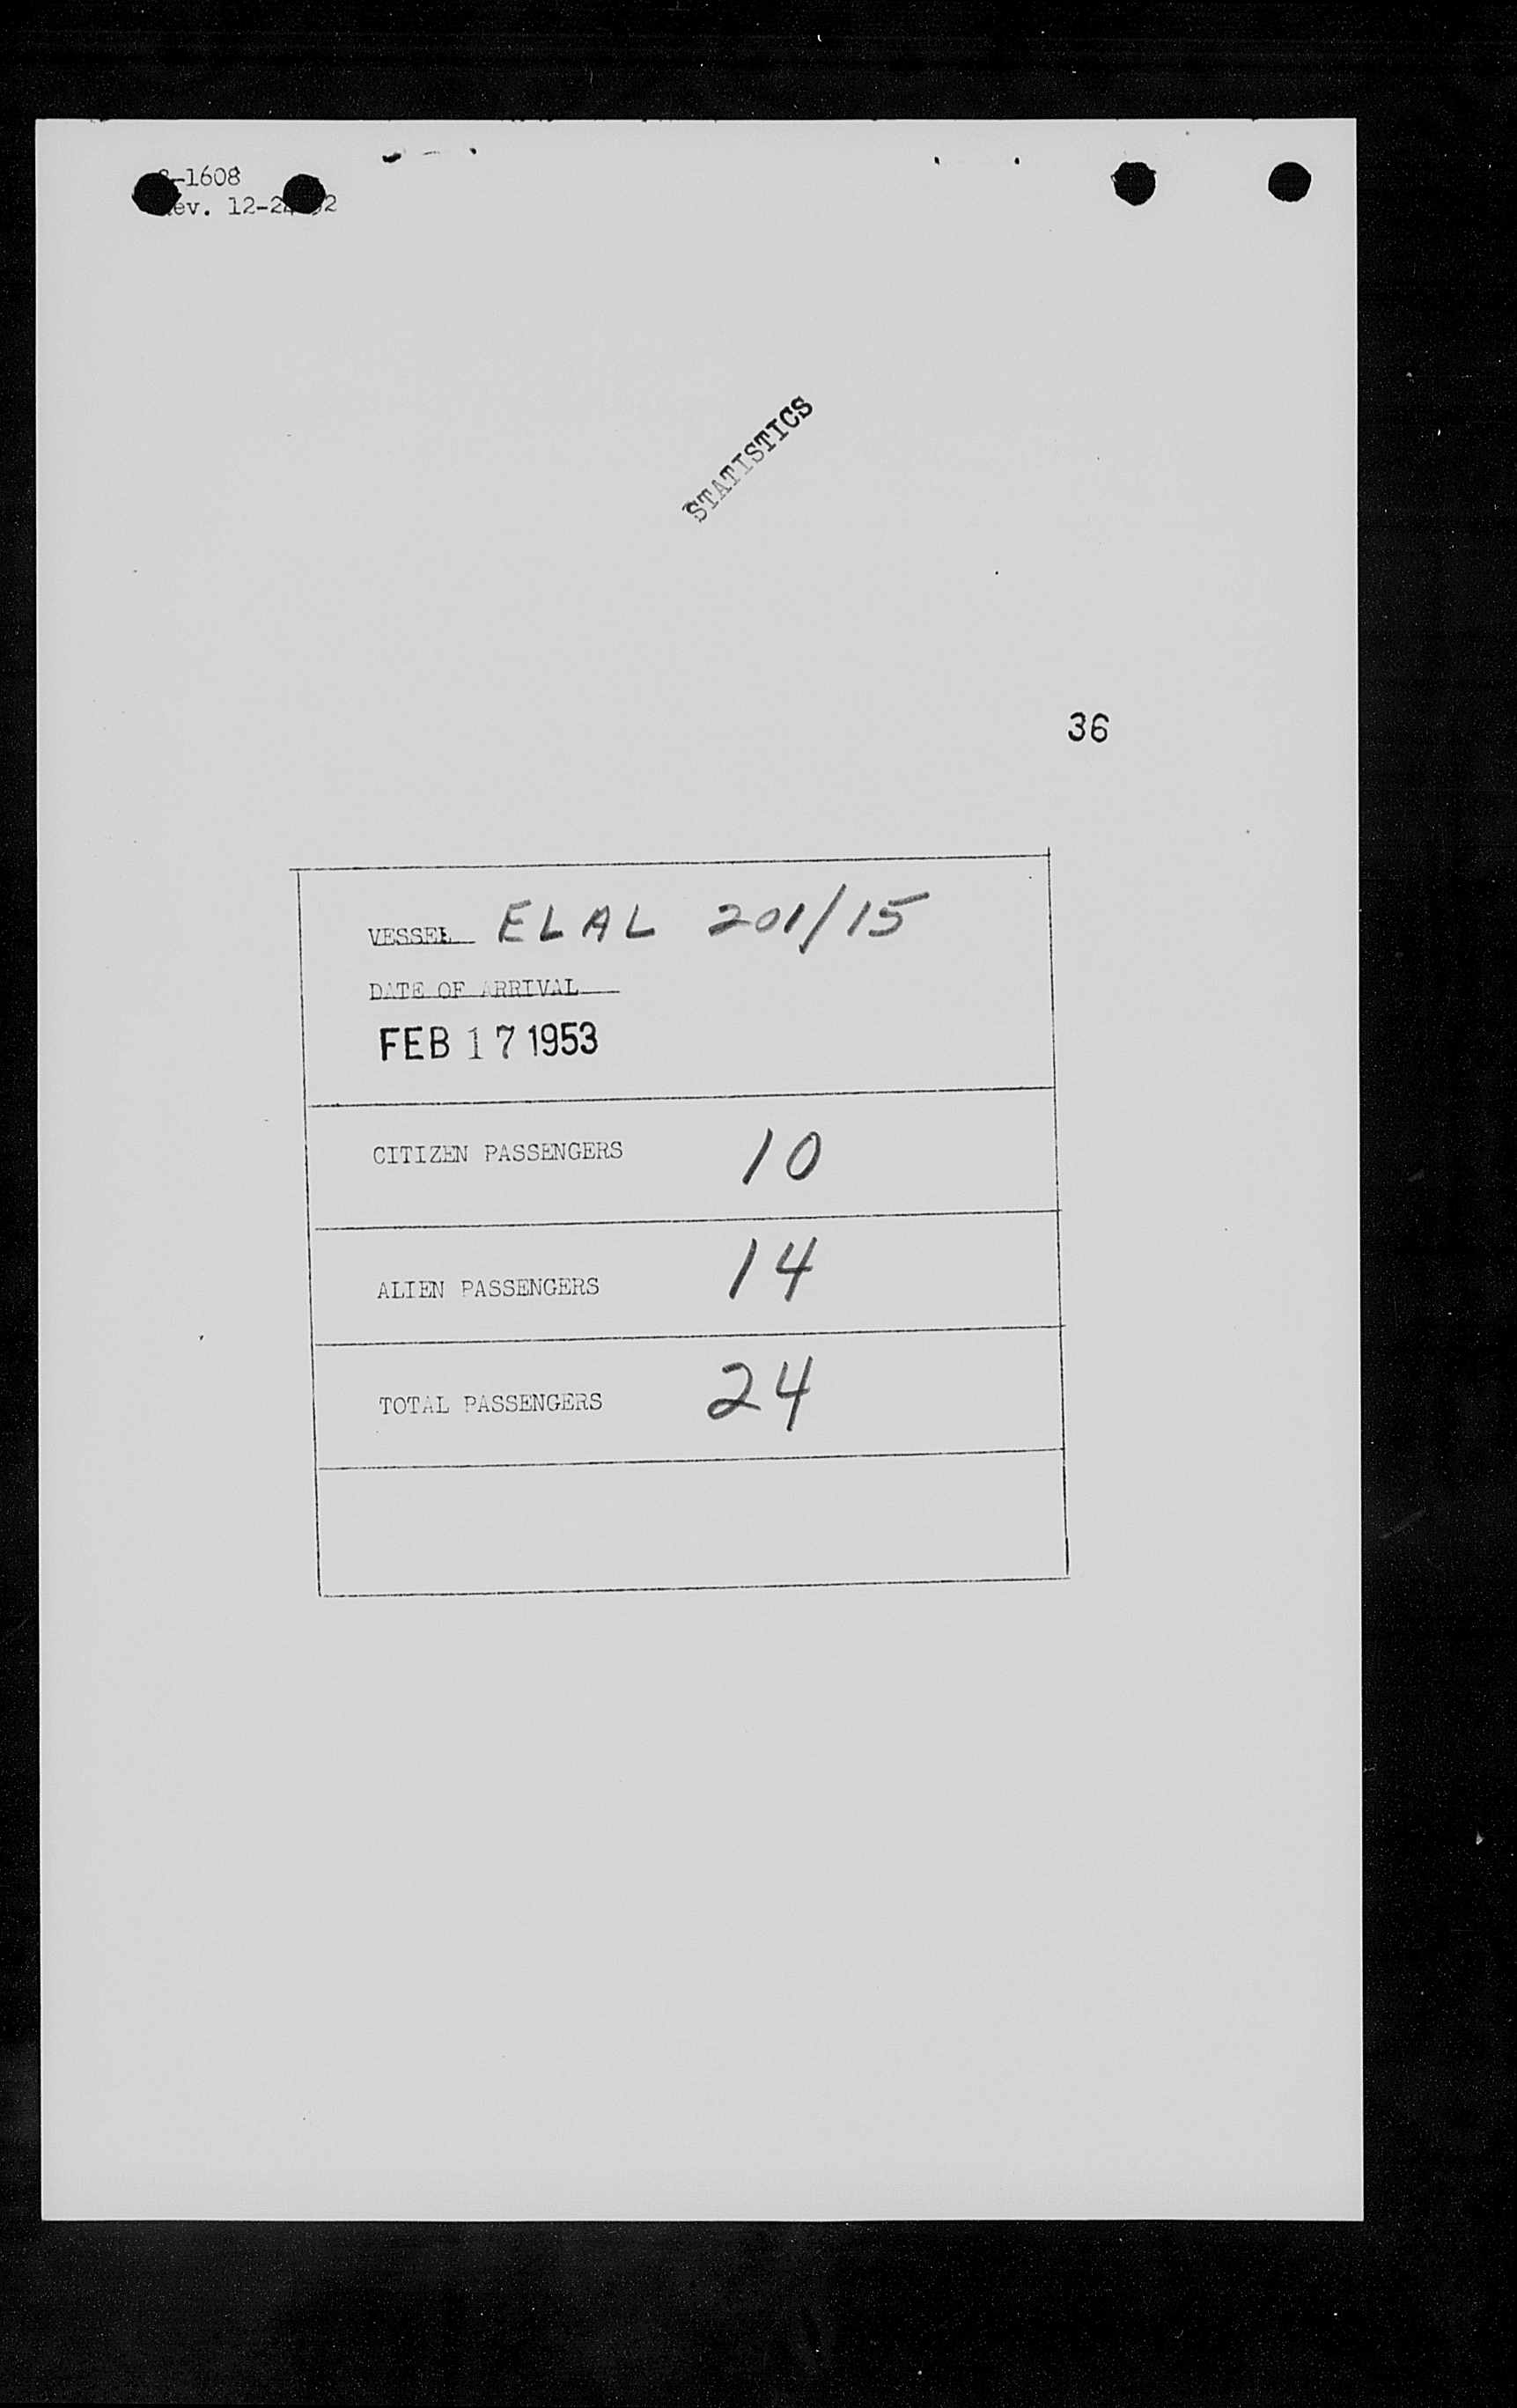 -1608
ev. 12-2 2
STATISTICS
36
VESSEL ELAL 201/15
DATE OF ARRIVAL
FEB 17 1953
CITIZEN PASSENGERS 10
ALIEN PASSENGERS 14
TOTAL PASSENGERS 24